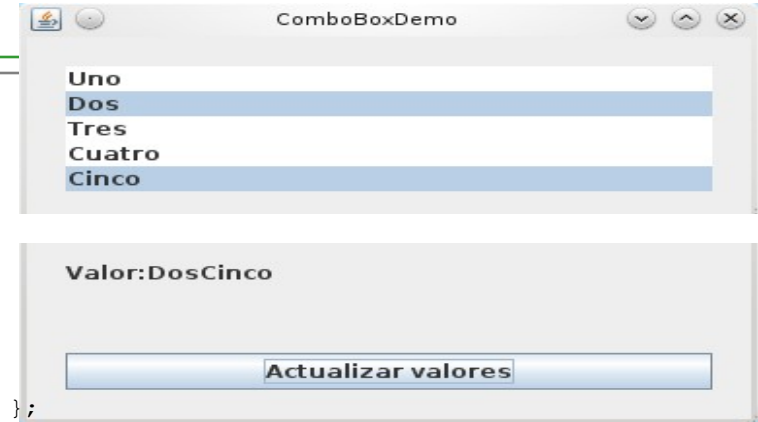 ComboBoxDemo
Uno
Dos
Tres
Cuatro
Cinco
Valor:DosCinco
Actualizar valores
};